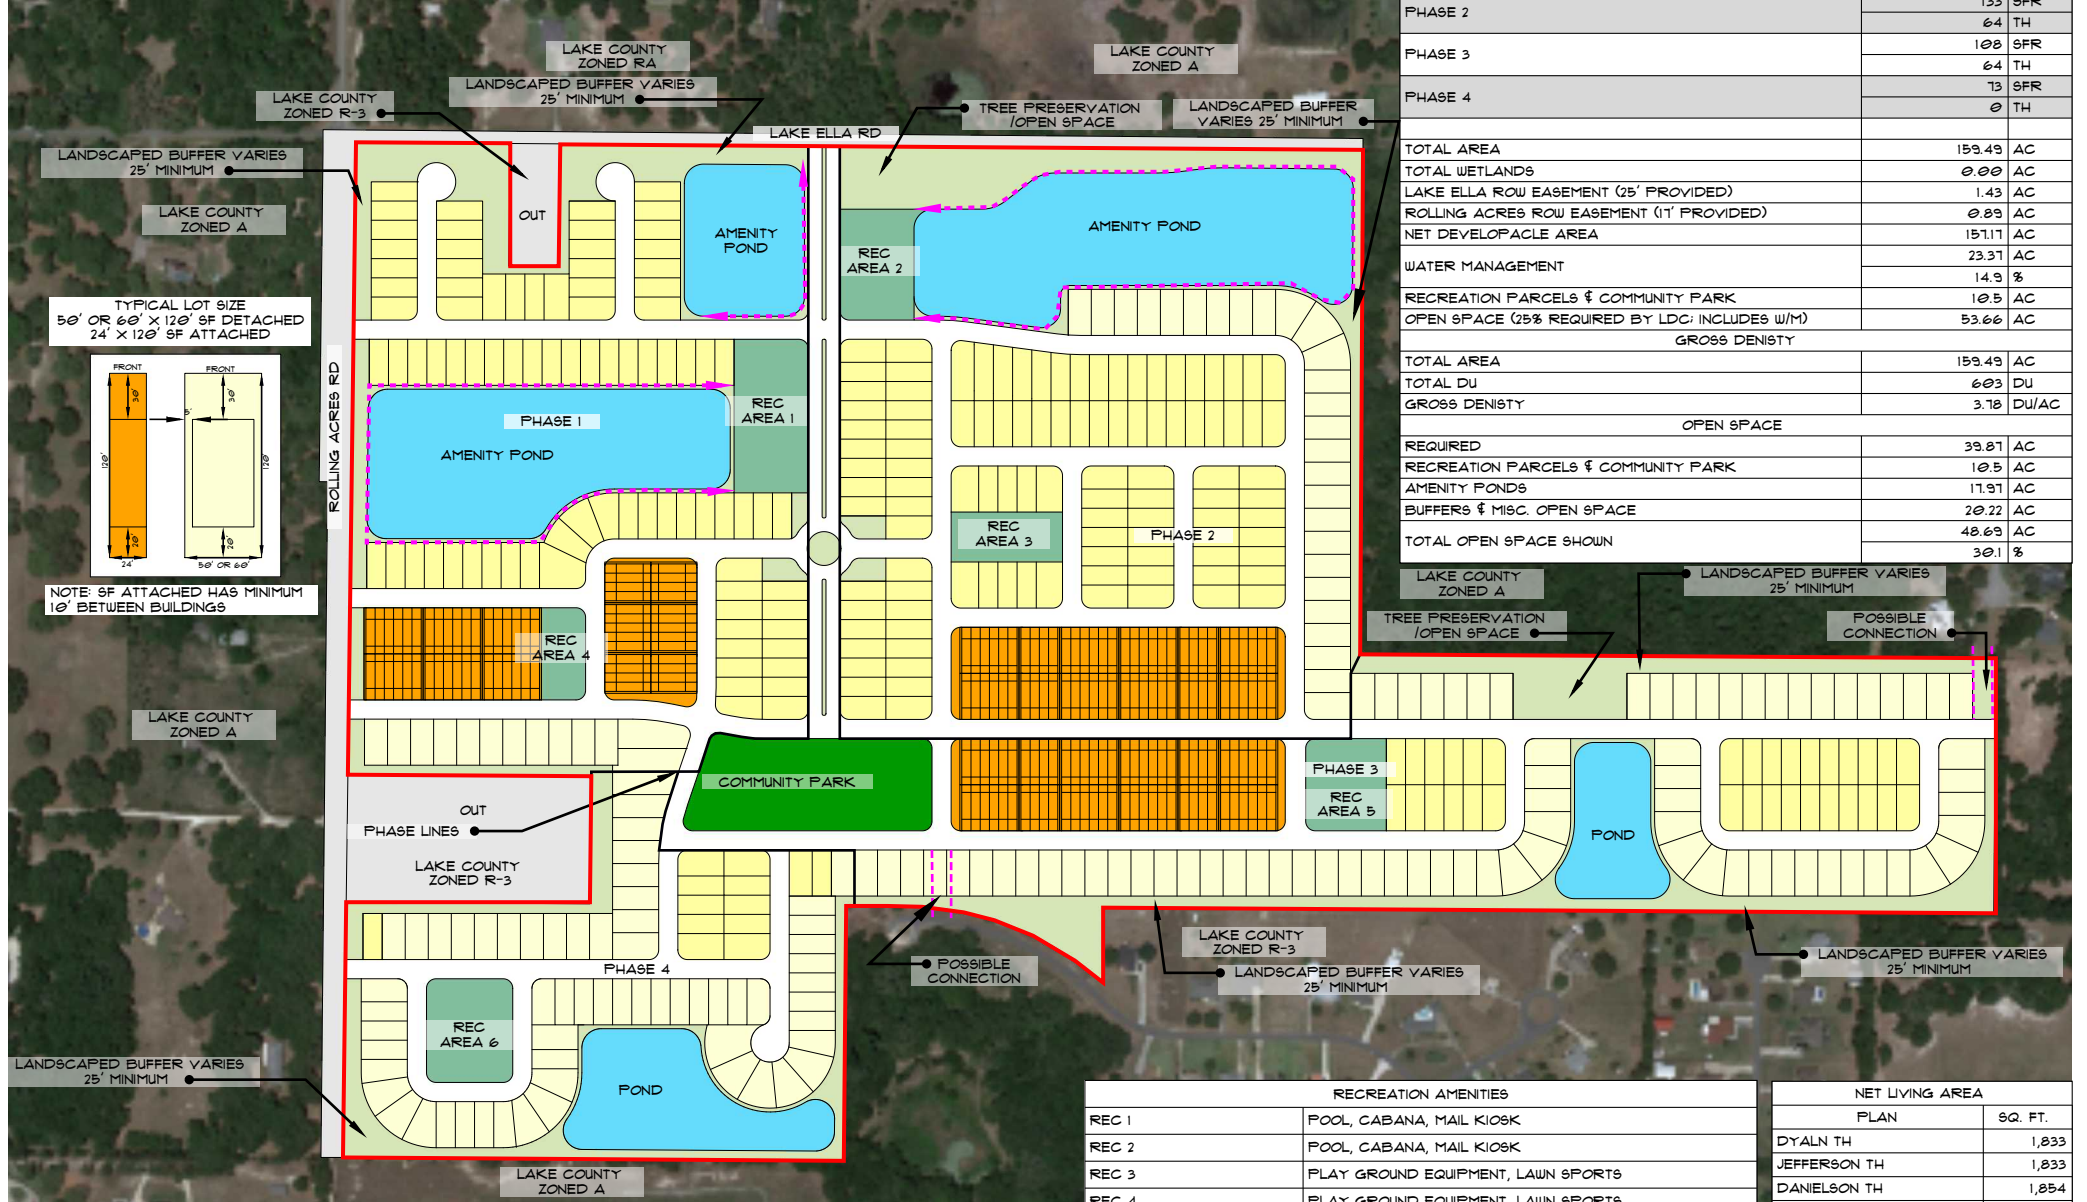 PHASE 2
133 SFR
64 TH
PHASE 3
108 SFR
64 TH
PHASE 4
73 SFR
0 TH
TOTAL AREA 159.49 AC
TOTAL WETLANDS 0.00 AC
LAKE ELLA ROW EASEMENT (25' PROVIDED) 1.43 AC
ROLLING ACRES ROW EASEMENT (17' PROVIDED) 0.89 AC
NET DEVELOPACLE AREA 157.17 AC
WATER MANAGEMENT
23.37 AC
14.9 %
RECREATION PARCELS & COMMUNITY PARK 10.5 AC
OPEN SPACE (25% REQUIRED BY LDC; INCLUDES W/M) 53.66 AC
GROSS DENISTY
TOTAL AREA 159.49 AC
TOTAL DU 603 DU
GROSS DENISTY 3.78 DU/AC
OPEN SPACE
REQUIRED 39.87 AC
RECREATION PARCELS & COMMUNITY PARK 10.5 AC
AMENITY PONDS 17.97 AC
BUFFERS & MISC. OPEN SPACE 20.22 AC
TOTAL OPEN SPACE SHOWN
48.69 AC
30.1 %
LAKE COUNTY
ZONED RA
LAKE COUNTY
ZONED A
LANDSCAPED BUFFER VARIES
25' MINIMUM
LAKE COUNTY
ZONED R-3
TREE PRESERVATION
/OPEN SPACE
LANDSCAPED BUFFER
VARIES 25' MINIMUM
LAKE ELLA RD
LANDSCAPED BUFFER VARIES
25' MINIMUM
LAKE COUNTY
ZONED A
OUT
AMENITY
POND
REC
AREA 2
AMENITY POND
TYPICAL LOT SIZE
50' OR 60' X 120' SF DETACHED
24' X 120' SF ATTACHED
FRONT
FRONT
30'
5'
30'
120'
120'
20'
20'
24'
50' OR 60'
NOTE: SF ATTACHED HAS MINIMUM
10' BETWEEN BUILDINGS
ROLLING ACRES RD
PHASE 1
AMENITY POND
REC
AREA 1
REC
AREA 3
PHASE 2
REC
AREA 4
LAKE COUNTY
ZONED A
LANDSCAPED BUFFER VARIES
25' MINIMUM
TREE PRESERVATION
/OPEN SPACE
POSSIBLE
CONNECTION
LAKE COUNTY
ZONED A
COMMUNITY PARK
PHASE 3
REC
AREA 5
OUT
PHASE LINES
LAKE COUNTY
ZONED R-3
POND
PHASE 4
POSSIBLE
CONNECTION
LAKE COUNTY
ZONED R-3
LANDSCAPED BUFFER VARIES
25' MINIMUM
LANDSCAPED BUFFER VARIES
25' MINIMUM
REC
AREA 6
POND
LANDSCAPED BUFFER VARIES
25' MINIMUM
LAKE COUNTY
ZONED A
RECREATION AMENITIES
REC 1 POOL, CABANA, MAIL KIOSK
REC 2 POOL, CABANA, MAIL KIOSK
REC 3 PLAY GROUND EQUIPMENT, LAWN SPORTS
REC 4 PLAY GROUND EQUIPMENT, LAWN SPORTS
NET LIVING AREA
PLAN SQ. FT.
DYALN TH 1,833
JEFFERSON TH 1,833
DANIELSON TH 1,854